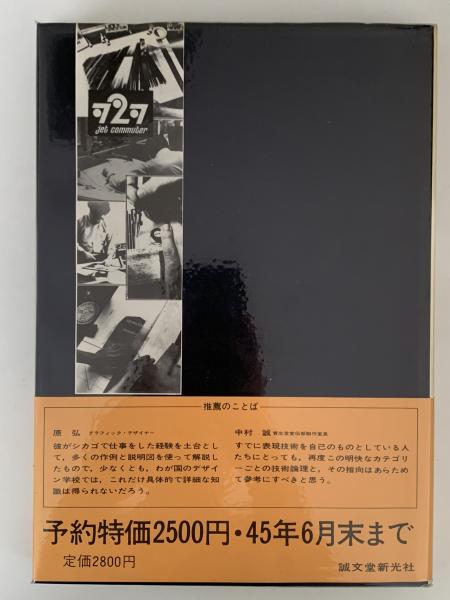 727
jet commuter
推薦のことば
原 弘 グラフィック・デザイナー
彼がシカゴで仕事をした経験を土台とし
て，多くの作例と説明図を使って解説し
たもので，少なくとも，わが国のデザイ
ン学校では，これだけ具体的で詳細な知
識は得られないだろう。
中村 誠 資生堂宣伝部制作室長
すでに表現技術を自己のものとしている人
たちにとっても，再度この明快なカテゴリ
ーごとの技術論理と，その指向はあらため
て参考にすべきと思う。
予約特価2500円・45年6月末まで
定価2800円
誠文堂新光社